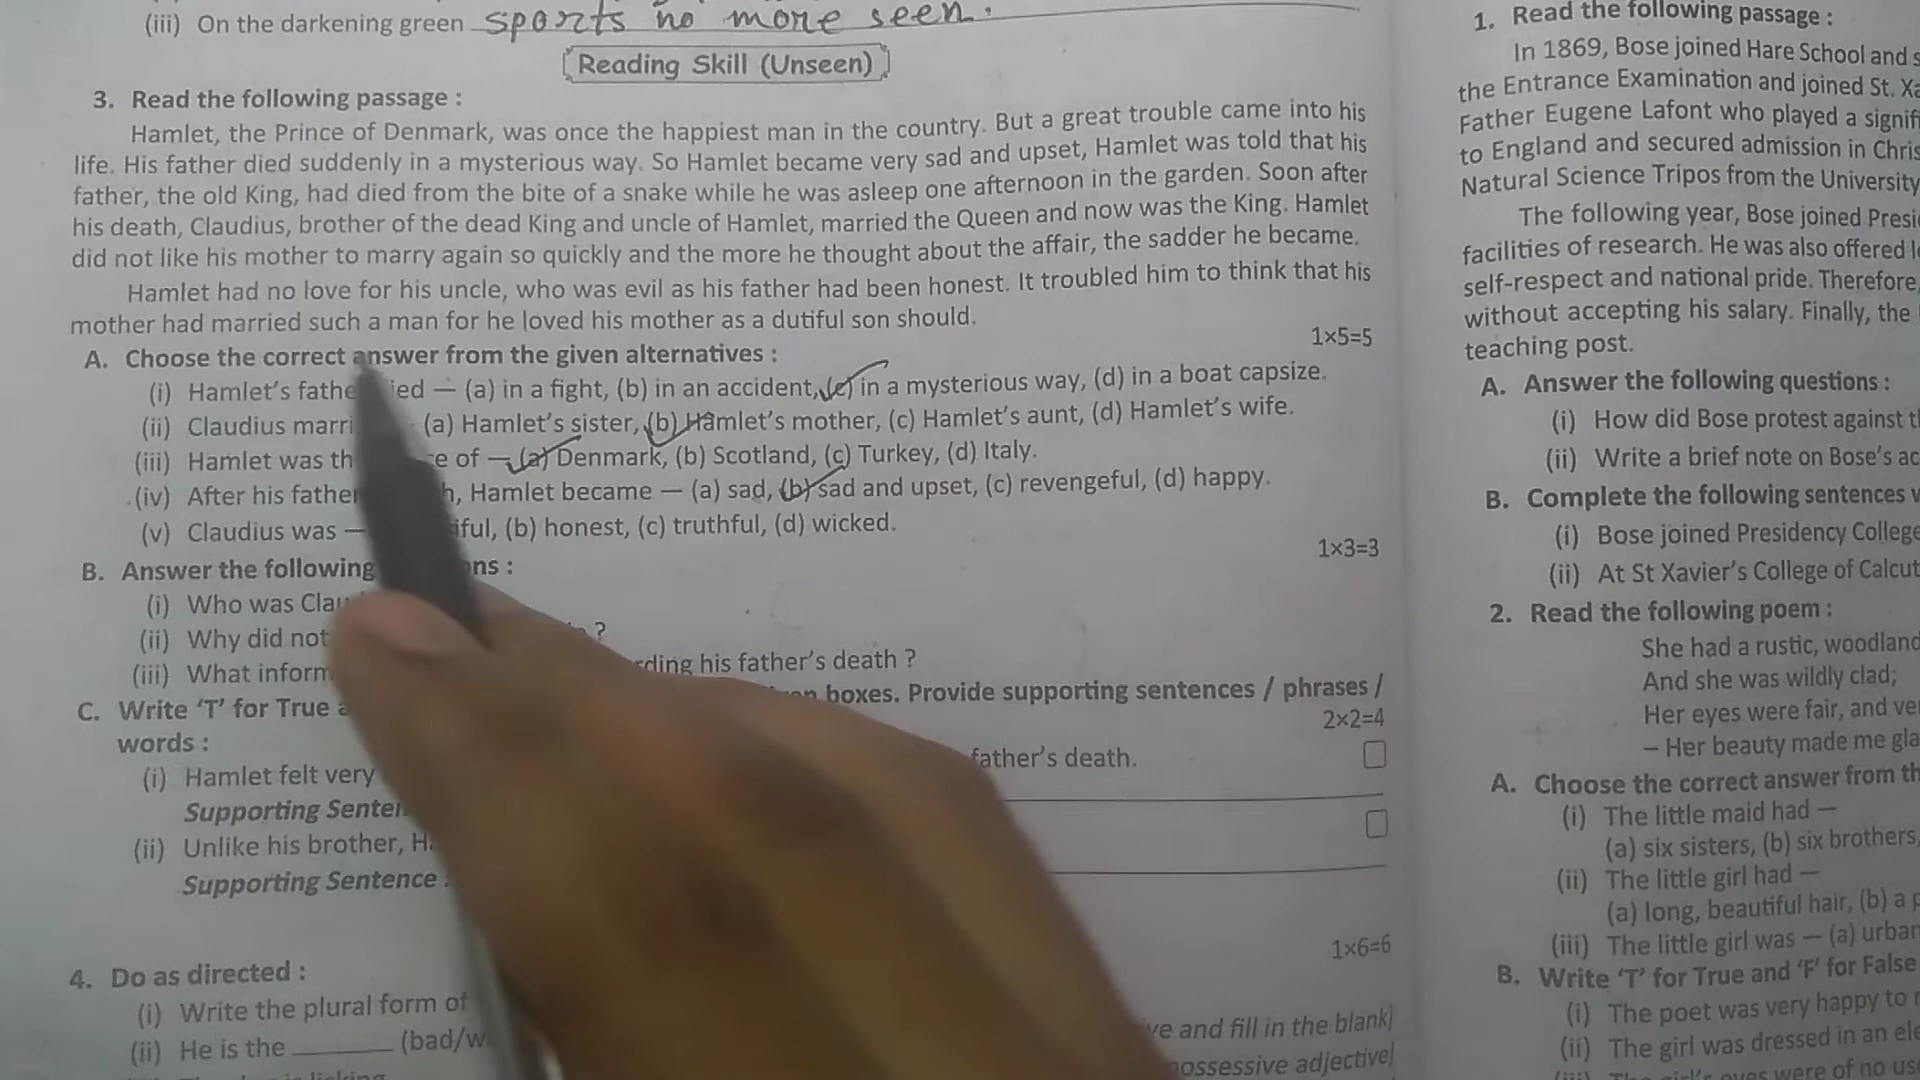 (iii) On the darkening green sports no more seen.
Reading Skill (Unseen)
3. Read the following passage :
Hamlet, the Prince of Denmark, was once the happiest man in the country. But a great trouble came into his
life. His father died suddenly in a mysterious way. So Hamlet became very sad and upset, Hamlet was told that his
father, the old King, had died from the bite of a snake while he was asleep one afternoon in the garden. Soon after
his death, Claudius, brother of the dead King and uncle of Hamlet, married the Queen and now was the King. Hamlet
did not like his mother to marry again so quickly and the more he thought about the affair, the sadder he became.
Hamlet had no love for his uncle, who was evil as his father had been honest. It troubled him to think that his
mother had married such a man for he loved his mother as a dutiful son should.
A. Choose the correct answer from the given alternatives : 1×5=5
(i) Hamlet's ied — (a) in a fight, (b) in an accident, (c) in a mysterious way, (d) in a boat capsize.
(ii) Claudius (a) Hamlet's sister, (b) Hamlet's mother, (c) Hamlet's aunt, (d) Hamlet's wife.
(iii) Hamlet was of — (a) Denmark, (b) Scotland, (c) Turkey, (d) Italy.
(iv) After his father Hamlet became — (a) sad, (b) sad and upset, (c) revengeful, (d) happy.
(v) Claudius was — (b) honest, (c) truthful, (d) wicked.
B. Answer the following : 1×3=3
(i) Who was
(ii) Why did not ?
(iii) What his father's death ?
C. Write 'T' for True boxes. Provide supporting sentences / phrases /
words : 2×2=4
(i) Hamlet felt very father's death.
Supporting
(ii) Unlike his brother,
Supporting Sentence :
4. Do as directed : 1×6=6
(i) Write the plural form of
(ii) He is the ______ (bad/w and fill in the blank]
possessive adjective]
1. Read the following passage :
In 1869, Bose joined Hare School and
the Entrance Examination and joined St.
Father Eugene Lafont who played a
to England and secured admission in
Natural Science Tripos from the University
The following year, Bose joined
facilities of research. He was also offered
self-respect and national pride. Therefore,
without accepting his salary. Finally, the
teaching post.
A. Answer the following questions :
(i) How did Bose protest against
(ii) Write a brief note on Bose's
B. Complete the following sentences
(i) Bose joined Presidency College
(ii) At St Xavier's College of
2. Read the following poem :
She had a rustic, woodland
And she was wildly clad;
Her eyes were fair, and
– Her beauty made me
A. Choose the correct answer from
(i) The little maid had —
(a) six sisters, (b) six brothers,
(ii) The little girl had —
(a) long, beautiful hair, (b) a
(iii) The little girl was — (a)
B. Write 'T' for True and 'F' for False
(i) The poet was very happy to
(ii) The girl was dressed in an
were of no